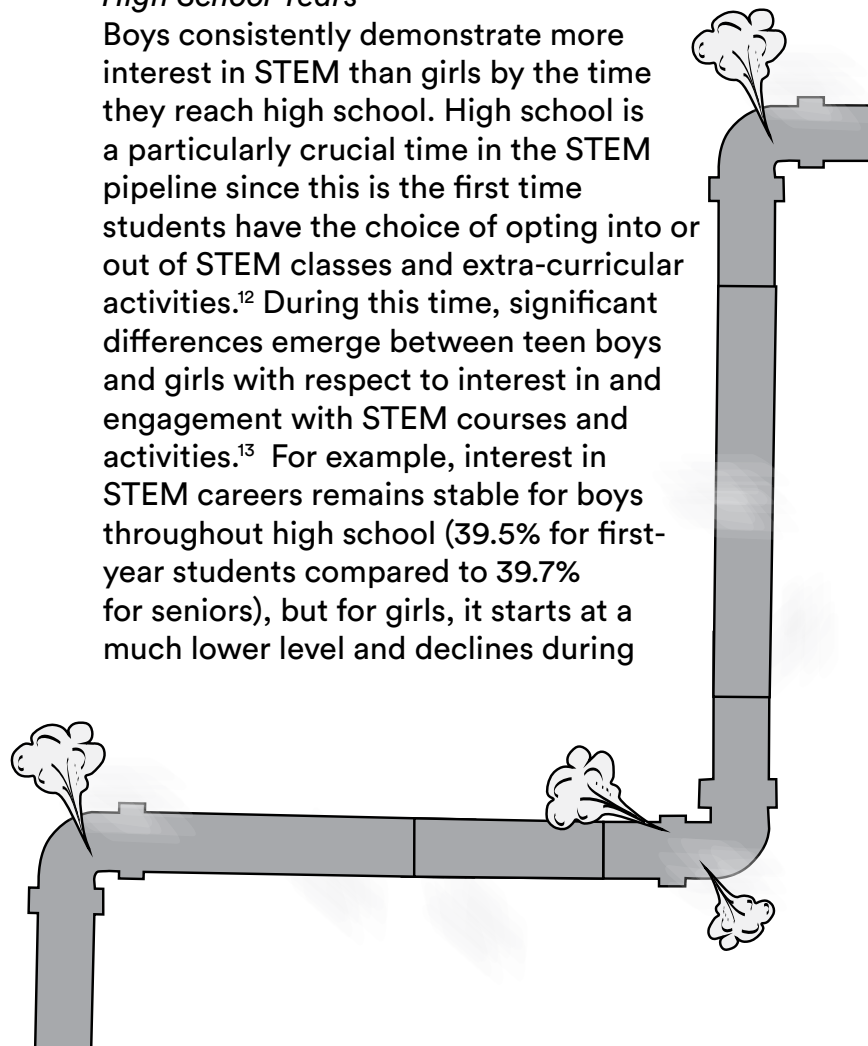 High School Years
Boys consistently demonstrate more
interest in STEM than girls by the time
they reach high school. High school is
a particularly crucial time in the STEM
pipeline since this is the first time
students have the choice of opting into or
out of STEM classes and extra-curricular
activities.¹² During this time, significant
differences emerge between teen boys
and girls with respect to interest in and
engagement with STEM courses and
activities.¹³  For example, interest in
STEM careers remains stable for boys
throughout high school (39.5% for first-
year students compared to 39.7%
for seniors), but for girls, it starts at a
much lower level and declines during